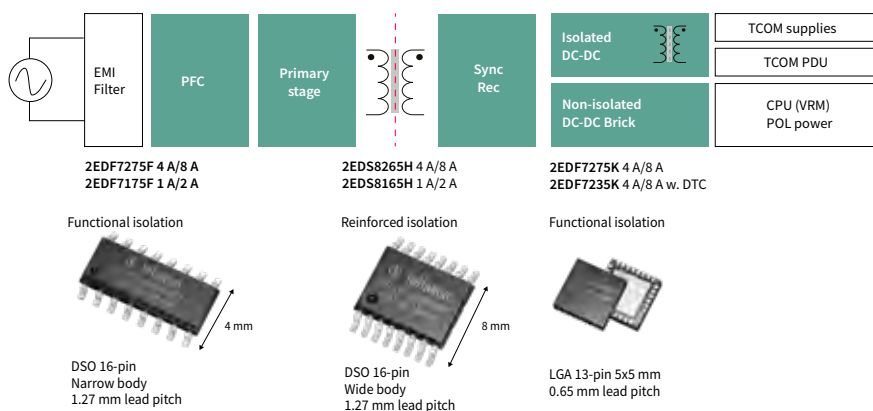 EMI
Filter
PFC
Primary
stage
Sync
Rec
Isolated
DC-DC
Non-isolated
DC-DC Brick
TCOM supplies
TCOM PDU
CPU (VRM)
POL power
2EDF7275F 4 A/8 A
2EDF7175F 1 A/2 A
2EDS8265H 4 A/8 A
2EDS8165H 1 A/2 A
2EDF7275K 4 A/8 A
2EDF7235K 4 A/8 A w. DTC
Functional isolation
Reinforced isolation
Functional isolation
4 mm
8 mm
DSO 16-pin
Narrow body
1.27 mm lead pitch
DSO 16-pin
Wide body
1.27 mm lead pitch
LGA 13-pin 5x5 mm
0.65 mm lead pitch